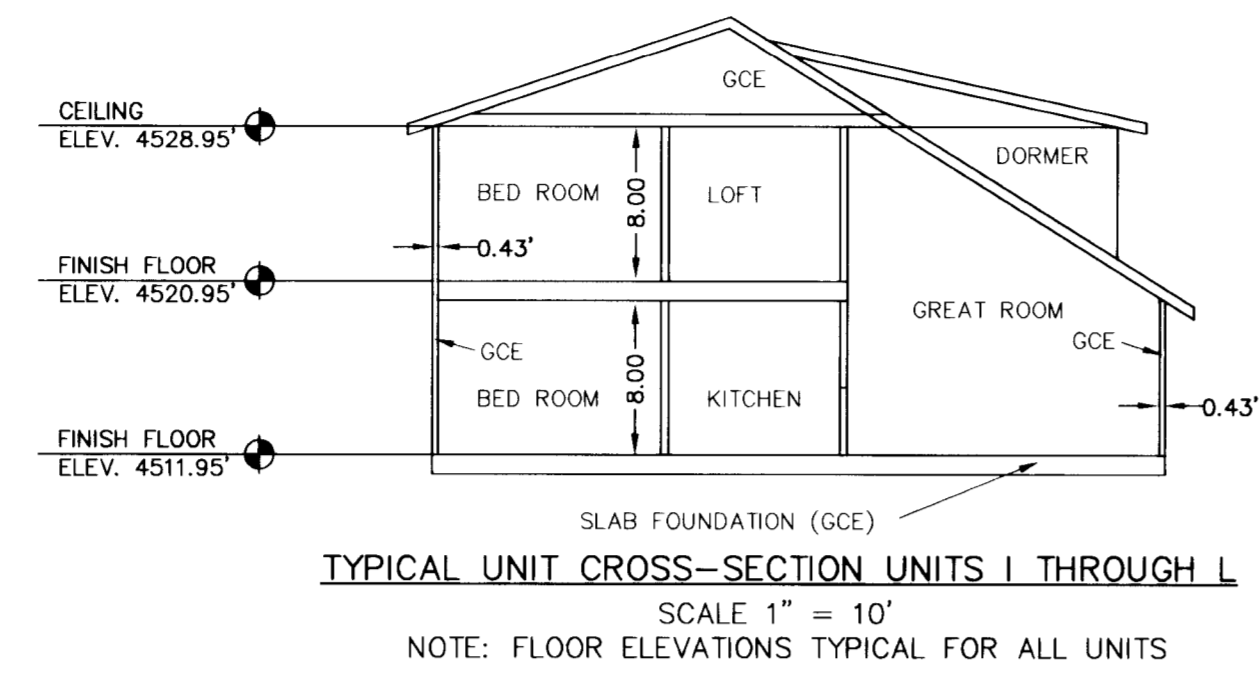 GCE
CEILING
ELEV. 4528.95'
DORMER
BED ROOM
8.00
LOFT
0.43'
FINISH FLOOR
ELEV. 4520.95'
GREAT ROOM
GCE
GCE
BED ROOM
8.00
KITCHEN
0.43'
FINISH FLOOR
ELEV. 4511.95'
SLAB FOUNDATION (GCE)
TYPICAL UNIT CROSS-SECTION UNITS I THROUGH L
SCALE 1" = 10'
NOTE: FLOOR ELEVATIONS TYPICAL FOR ALL UNITS